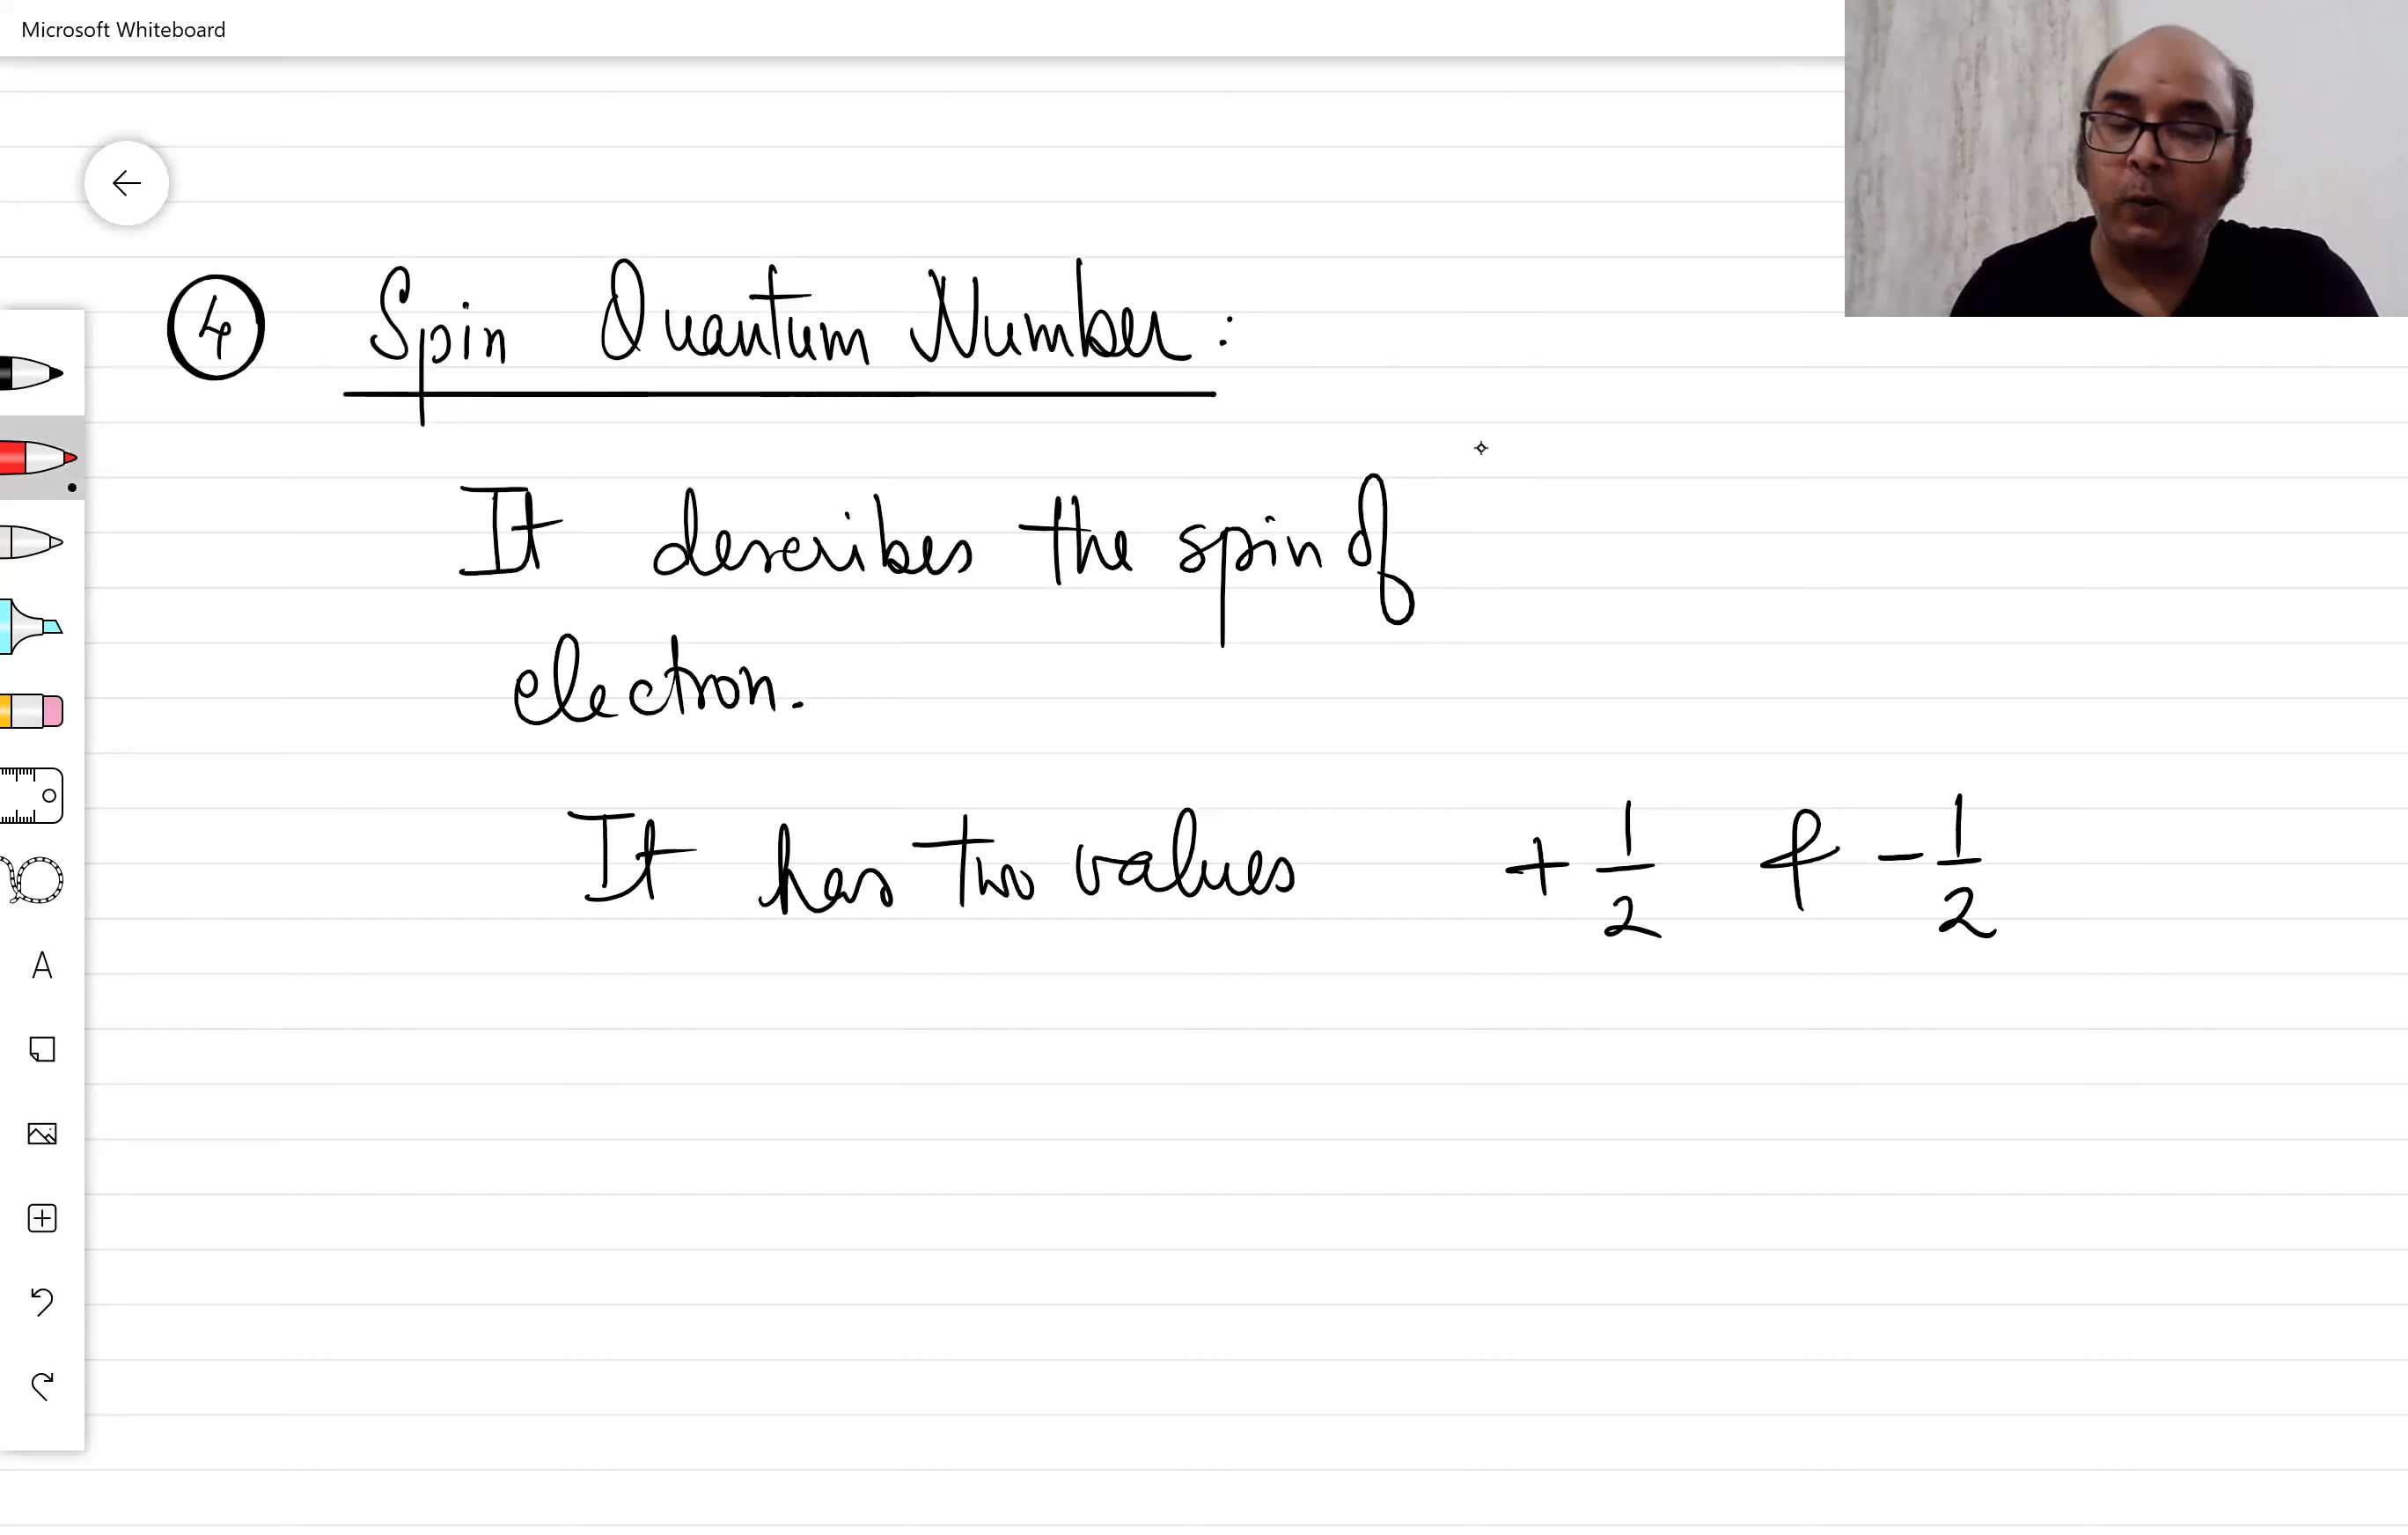 Microsoft Whiteboard
④ Spin Quantum Number:
It describes the spin of
electron.
It has two values +1/2 & -1/2
A